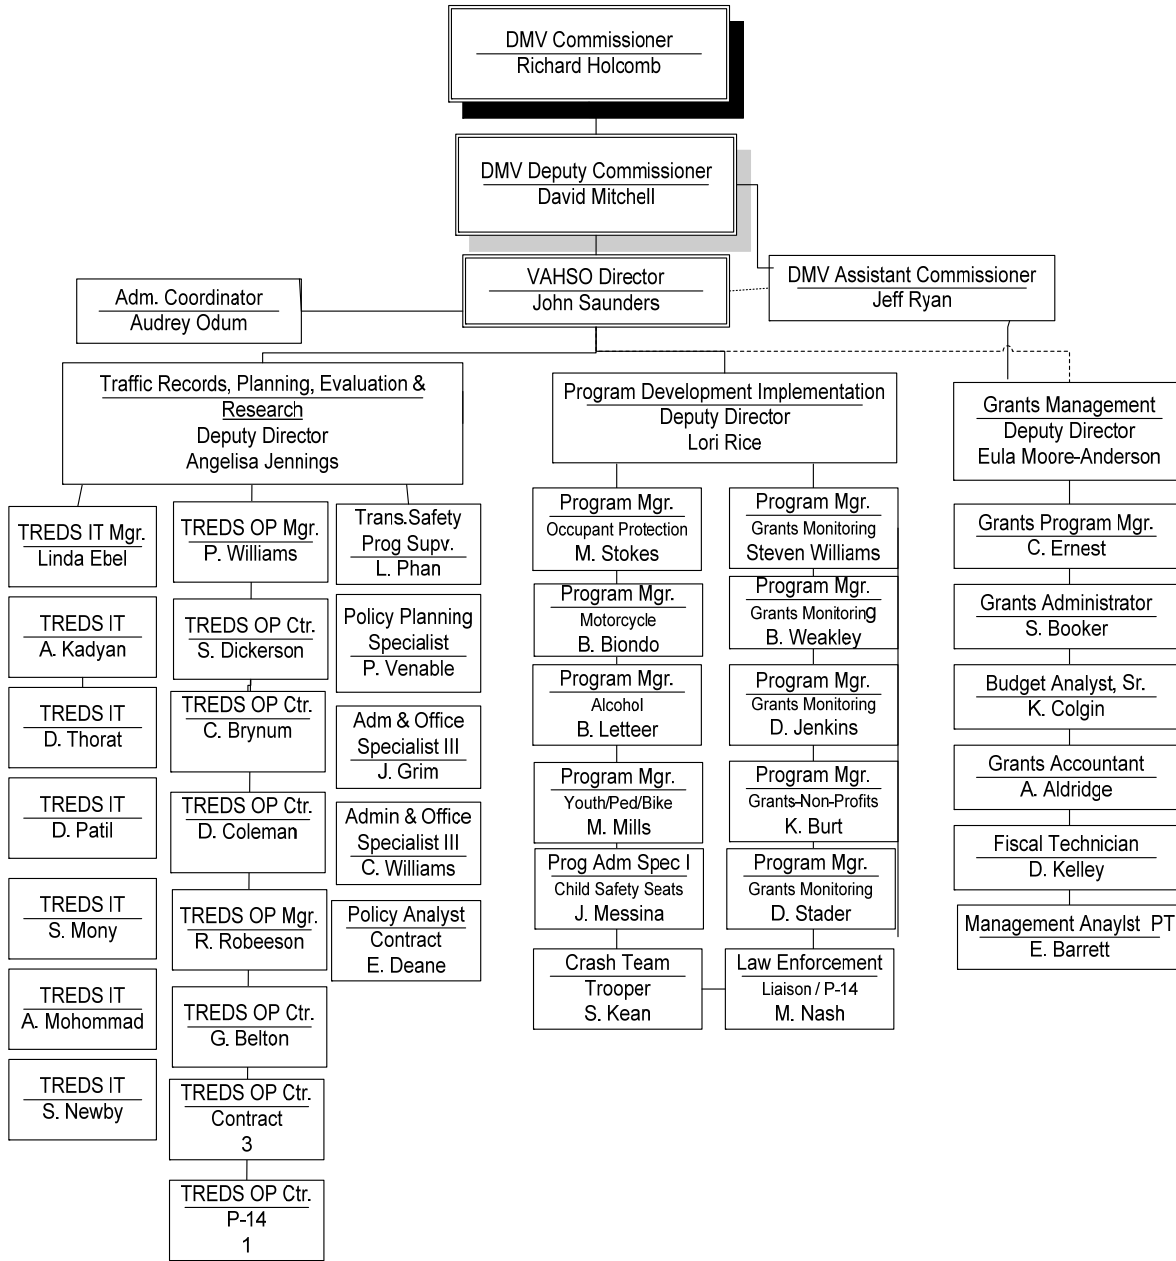 DMV Commissioner
Richard Holcomb
DMV Deputy Commissioner
David Mitchell
VAHSO Director
John Saunders
DMV Assistant Commissioner
Jeff Ryan
Adm. Coordinator
Audrey Odum
Traffic Records, Planning, Evaluation &
Research
Deputy Director
Angelisa Jennings
Program Development Implementation
Deputy Director
Lori Rice
Grants Management
Deputy Director
Eula Moore-Anderson
TREDS IT Mgr.
Linda Ebel
TREDS IT
A. Kadyan
TREDS IT
D. Thorat
TREDS IT
D. Patil
TREDS IT
S. Mony
TREDS IT
A. Mohommad
TREDS IT
S. Newby
TREDS OP Mgr.
P. Williams
TREDS OP Ctr.
S. Dickerson
TREDS OP Ctr.
C. Brynum
TREDS OP Ctr.
D. Coleman
TREDS OP Mgr.
R. Robeeson
TREDS OP Ctr.
G. Belton
TREDS OP Ctr.
Contract
3
TREDS OP Ctr.
P-14
1
Trans.Safety
Prog Supv.
L. Phan
Policy Planning
Specialist
P. Venable
Adm & Office
Specialist III
J. Grim
Admin & Office
Specialist III
C. Williams
Policy Analyst
Contract
E. Deane
Program Mgr.
Occupant Protection
M. Stokes
Program Mgr.
Motorcycle
B. Biondo
Program Mgr.
Alcohol
B. Letteer
Program Mgr.
Youth/Ped/Bike
M. Mills
Prog Adm Spec I
Child Safety Seats
J. Messina
Crash Team
Trooper
S. Kean
Program Mgr.
Grants Monitoring
Steven Williams
Program Mgr.
Grants Monitoring
B. Weakley
Program Mgr.
Grants Monitoring
D. Jenkins
Program Mgr.
Grants-Non-Profits
K. Burt
Program Mgr.
Grants Monitoring
D. Stader
Law Enforcement
Liaison / P-14
M. Nash
Grants Program Mgr.
C. Ernest
Grants Administrator
S. Booker
Budget Analyst, Sr.
K. Colgin
Grants Accountant
A. Aldridge
Fiscal Technician
D. Kelley
Management Anaylst PT
E. Barrett